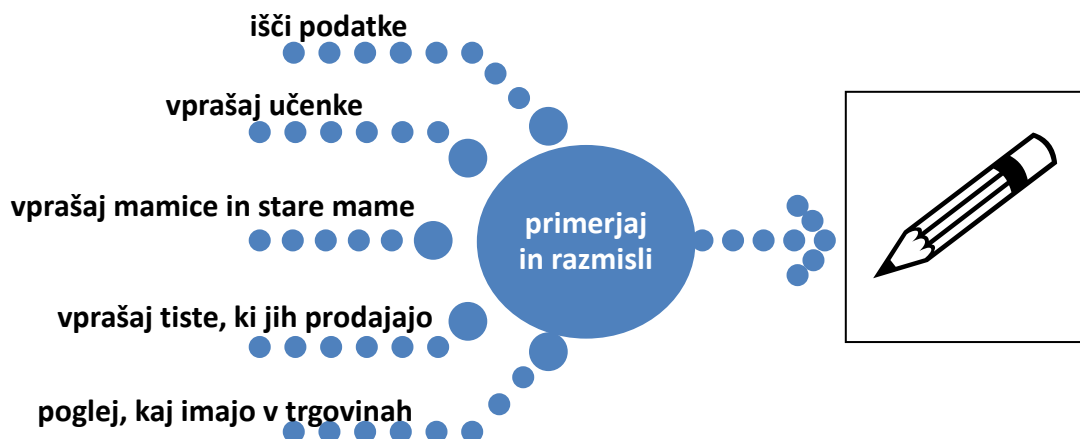 išči podatke
vprašaj učenke
vprašaj mamice in stare mame
vprašaj tiste, ki jih prodajajo
poglej, kaj imajo v trgovinah
primerjaj
in razmisli